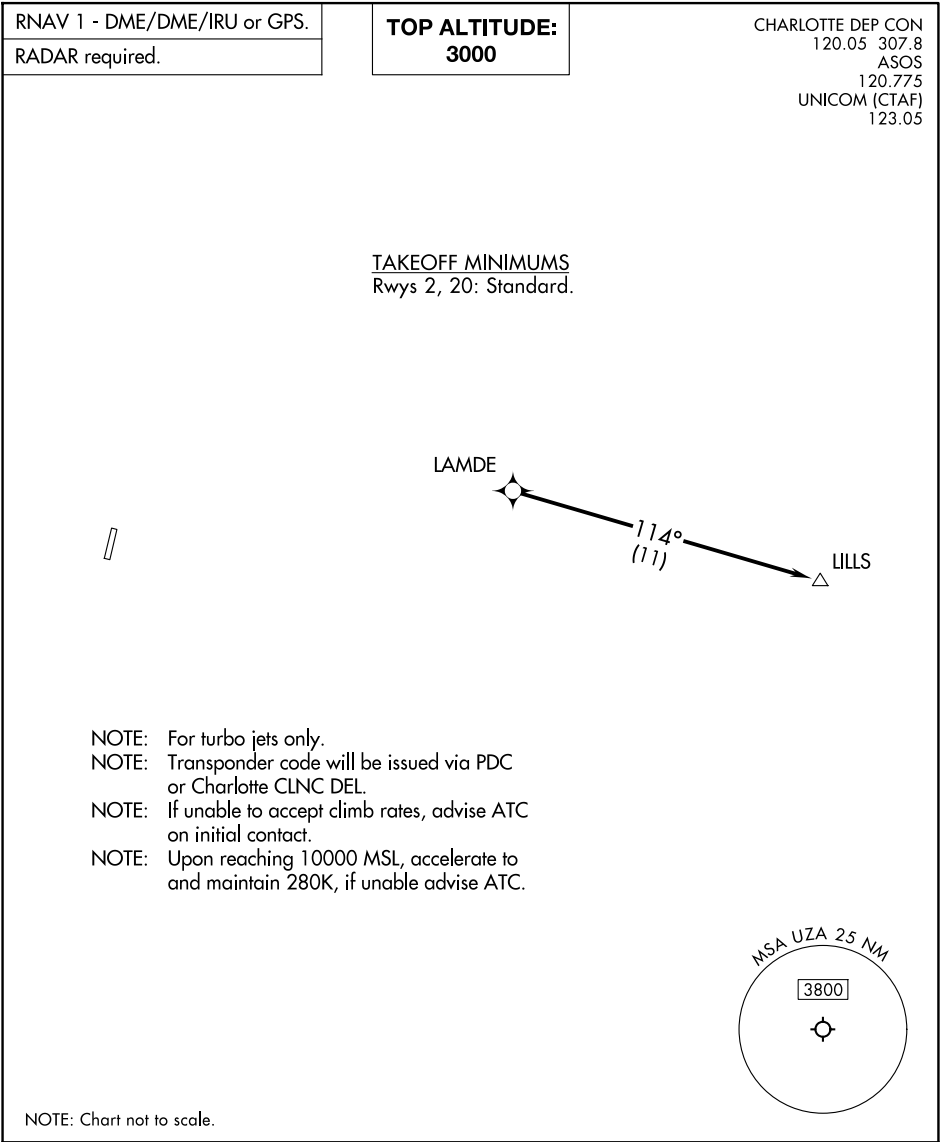 RNAV 1 - DME/DME/IRU or GPS.
RADAR required.
TOP ALTITUDE:
3000
CHARLOTTE DEP CON
120.05 307.8
ASOS
120.775
UNICOM (CTAF)
123.05
TAKEOFF MINIMUMS
Rwys 2, 20: Standard.
LAMDE
114°
(11)
LILLS
NOTE: For turbo jets only.
NOTE: Transponder code will be issued via PDC
or Charlotte CLNC DEL.
NOTE: If unable to accept climb rates, advise ATC
on initial contact.
NOTE: Upon reaching 10000 MSL, accelerate to
and maintain 280K, if unable advise ATC.
MSA UZA 25 NM
3800
NOTE: Chart not to scale.